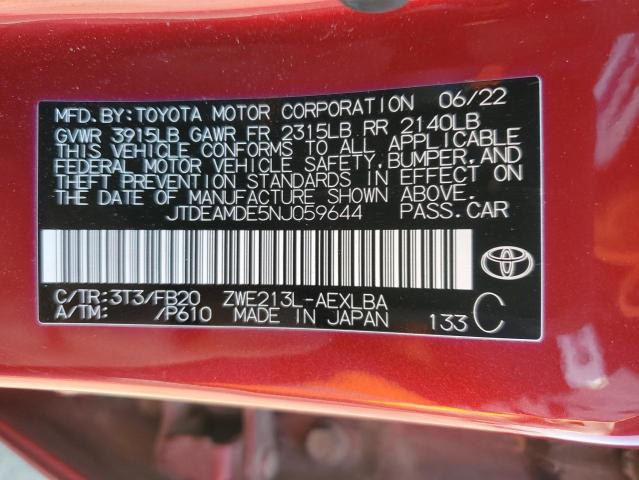 MFD. BY: TOYOTA MOTOR CORPORATION 06/22
GVWR 3915LB GAWR FR 2315LB RR 2140LB
THIS VEHICLE CONFORMS TO ALL APPLICABLE
FEDERAL MOTOR VEHICLE SAFETY, BUMPER, AND
THEFT PREVENTION STANDARDS IN EFFECT ON
THE DATE OF MANUFACTURE SHOWN ABOVE.
JTDEAMDE5NJ059644 PASS.CAR
C/TR:3T3/FB20 ZWE213L-AEXLBA
A/TM: /P610 MADE IN JAPAN 133 C